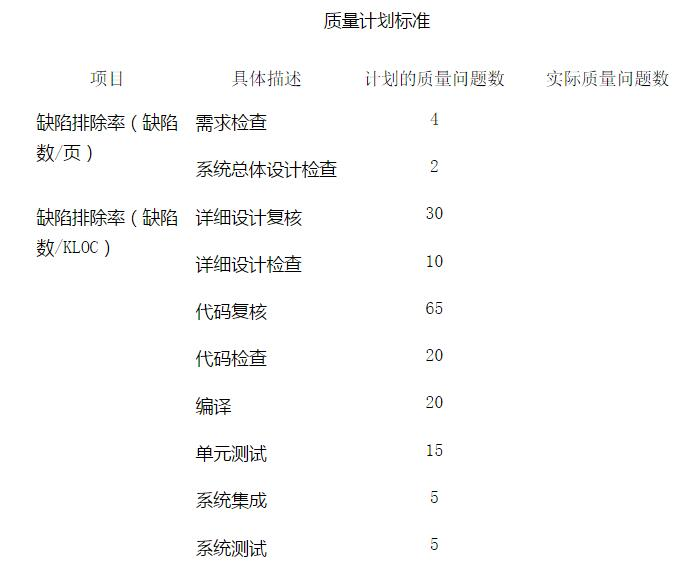 质量计划标准
项目 具体描述 计划的质量问题数 实际质量问题数
缺陷排除率（缺陷 需求检查 4
数/页）
系统总体设计检查 2
缺陷排除率（缺陷 详细设计复核 30
数/KLOC）
详细设计检查 10
代码复核 65
代码检查 20
编译 20
单元测试 15
系统集成 5
系统测试 5